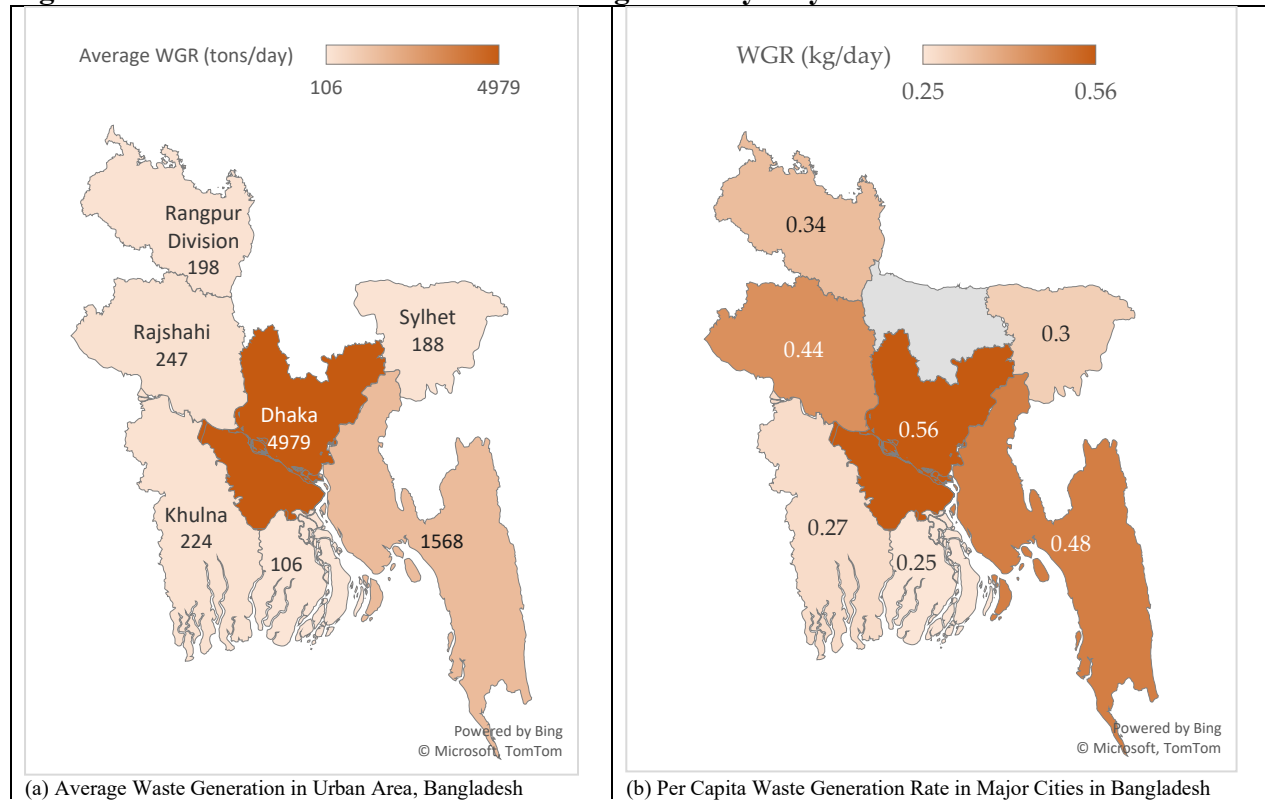 Average WGR (tons/day)
106
4979
Rangpur
Division
198
Rajshahi
247
Sylhet
188
Dhaka
4979
Khulna
224
106
1568
Powered by Bing
© Microsoft, TomTom
(a) Average Waste Generation in Urban Area, Bangladesh
WGR (kg/day)
0.25
0.56
0.34
0.44
0.3
0.56
0.27
0.25
0.48
Powered by Bing
© Microsoft, TomTom
(b) Per Capita Waste Generation Rate in Major Cities in Bangladesh